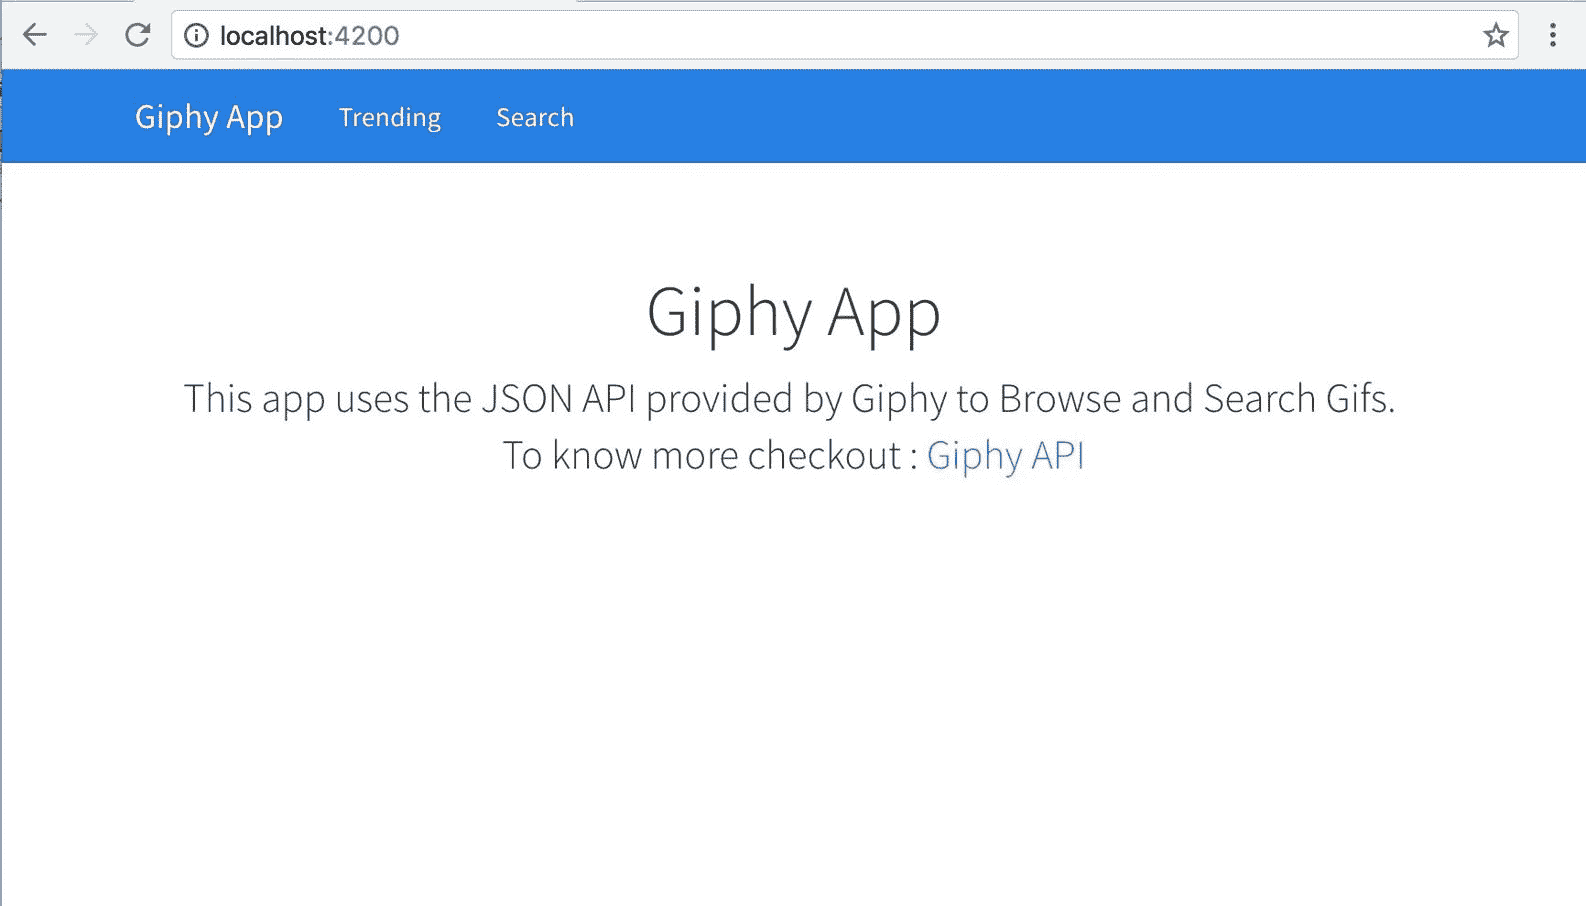 localhost:4200
Giphy App Trending Search
Giphy App
This app uses the JSON API provided by Giphy to Browse and Search Gifs.
To know more checkout : Giphy API